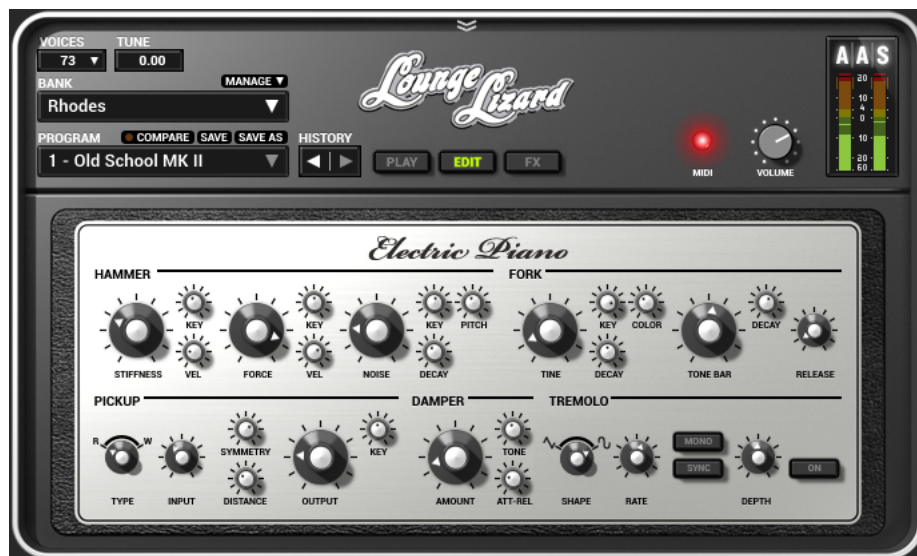 VOICES TUNE
73 ▼ 0.00
BANK MANAGE ▼
Rhodes ▼
PROGRAM COMPARE SAVE SAVE AS HISTORY
1 - Old School MK II ▼ ◀ ▶ PLAY EDIT FX
Lounge Lizard
MIDI VOLUME
AAS
20
10
4
0
10
20
60
Electric Piano
HAMMER FORK
KEY KEY KEY PITCH KEY COLOR DECAY
STIFFNESS VEL FORCE VEL NOISE DECAY TINE DECAY TONE BAR RELEASE
PICKUP DAMPER TREMOLO
R W SYMMETRY KEY TONE MONO
SYNC ON
TYPE INPUT DISTANCE OUTPUT AMOUNT ATT-REL SHAPE RATE DEPTH